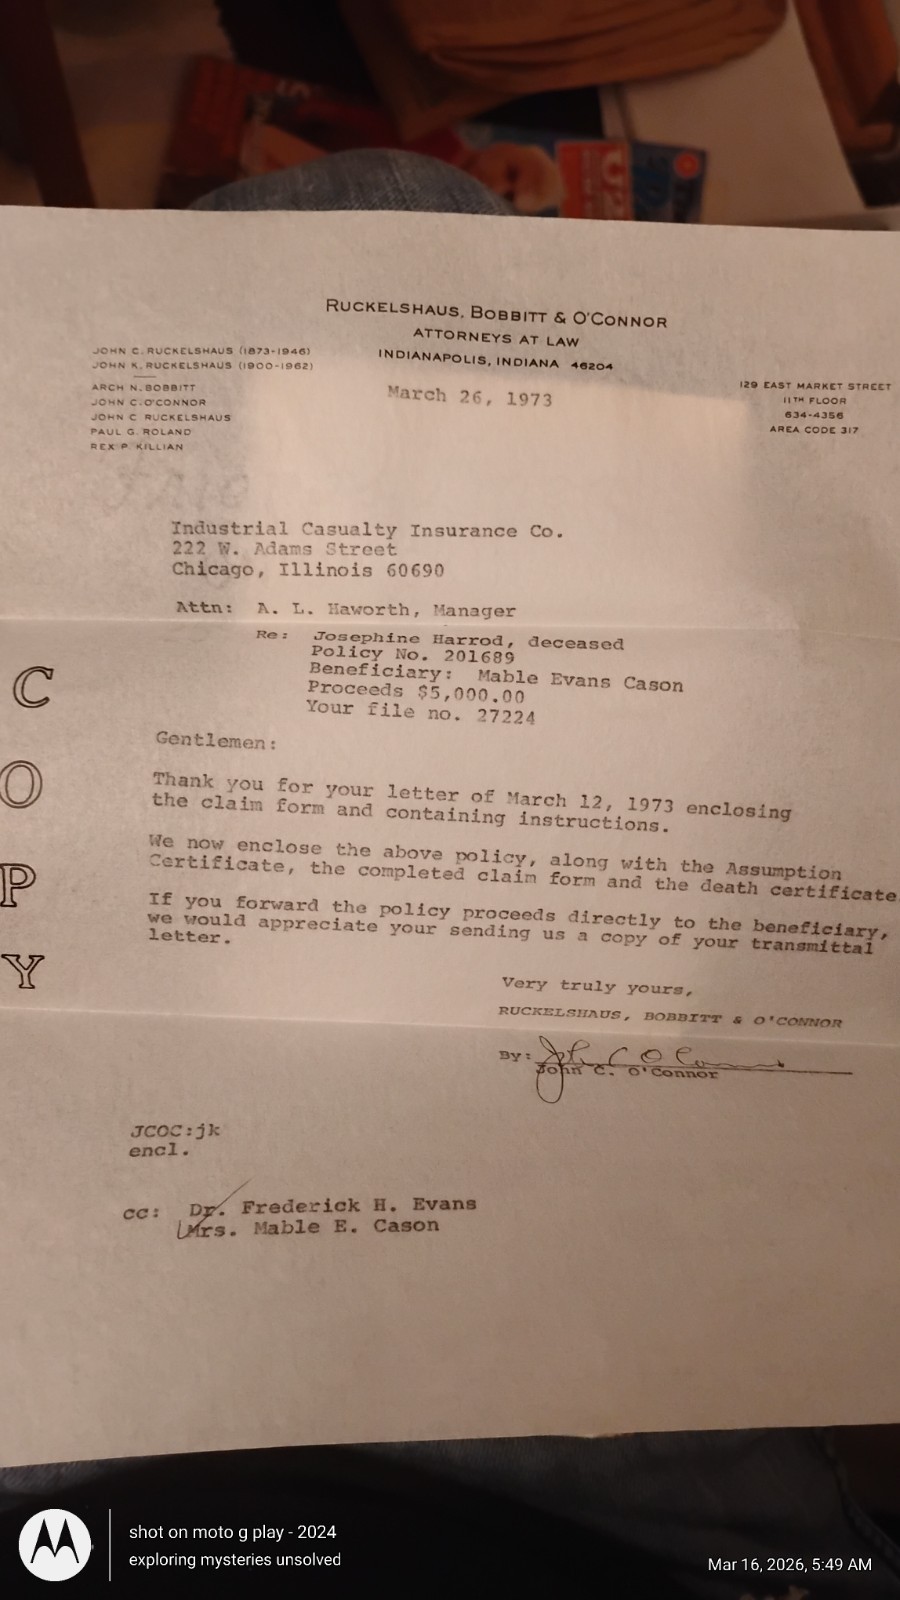 RUCKELSHAUS, BOBBITT & O'CONNOR
ATTORNEYS AT LAW
INDIANAPOLIS, INDIANA 46204
JOHN C. RUCKELSHAUS (1873-1946)
JOHN K. RUCKELSHAUS (1900-1962)
ARCH N. BOBBITT
JOHN C. O'CONNOR
JOHN C RUCKELSHAUS
PAUL G. ROLAND
REX P. KILLIAN
129 EAST MARKET STREET
11TH FLOOR
634-4356
AREA CODE 317
March 26, 1973
Industrial Casualty Insurance Co.
222 W. Adams Street
Chicago, Illinois 60690
Attn: A. L. Haworth, Manager
Re: Josephine Harrod, deceased
Policy No. 201689
Beneficiary: Mable Evans Cason
Proceeds $5,000.00
Your file no. 27224
COPY
Gentlemen:
Thank you for your letter of March 12, 1973 enclosing
the claim form and containing instructions.
We now enclose the above policy, along with the Assumption
Certificate, the completed claim form and the death certificate.
If you forward the policy proceeds directly to the beneficiary,
we would appreciate your sending us a copy of your transmittal
letter.
Very truly yours,
RUCKELSHAUS, BOBBITT & O'CONNOR
By: John C O'Connor
John C. O'Connor
JCOC:jk
encl.
cc: Dr. Frederick H. Evans
Mrs. Mable E. Cason
shot on moto g play - 2024
exploring mysteries unsolved
Mar 16, 2026, 5:49 AM